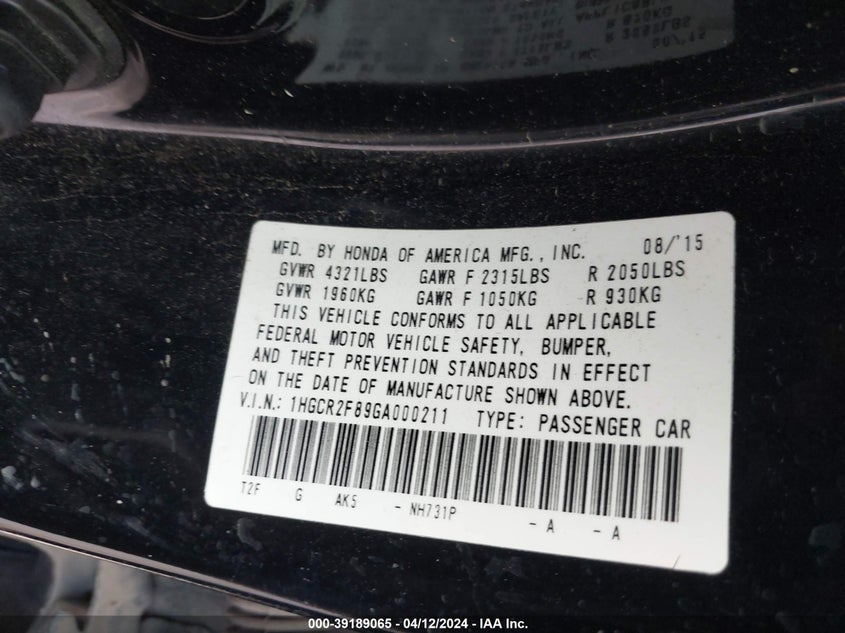 MFD. BY HONDA OF AMERICA MFG., INC. 08/'15
GVWR 4321LBS GAWR F 2315LBS R 2050LBS
GVWR 1960KG GAWR F 1050KG R 930KG
THIS VEHICLE CONFORMS TO ALL APPLICABLE
FEDERAL MOTOR VEHICLE SAFETY, BUMPER,
AND THEFT PREVENTION STANDARDS IN EFFECT
ON THE DATE OF MANUFACTURE SHOWN ABOVE.
V.I.N.: 1HGCR2F89GA000211 TYPE: PASSENGER CAR
T2F G AK5 - NH731P - A - A
000-39189065 - 04/12/2024 - IAA Inc.